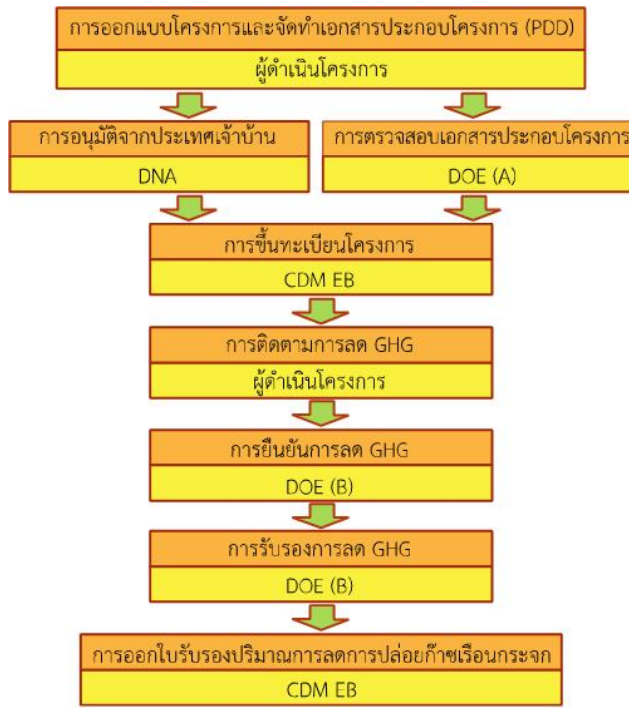 การออกแบบโครงการและจัดทำเอกสารประกอบโครงการ (PDD)
ผู้ดำเนินโครงการ
การอนุมัติจากประเทศเจ้าบ้าน
DNA
การตรวจสอบเอกสารประกอบโครงการ
DOE (A)
การขึ้นทะเบียนโครงการ
CDM EB
การติดตามการลด GHG
ผู้ดำเนินโครงการ
การยืนยันการลด GHG
DOE (B)
การรับรองการลด GHG
DOE (B)
การออกใบรับรองปริมาณการลดการปล่อยก๊าซเรือนกระจก
CDM EB